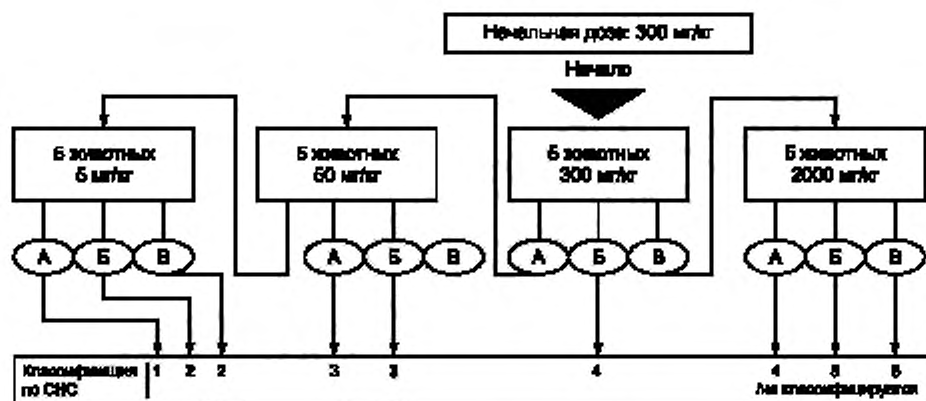 Начальная доза: 300 мг/кг
Начало
5 животных
5 мг/кг
5 животных
50 мг/кг
5 животных
300 мг/кг
5 животных
2000 мг/кг
А Б В А Б В А Б В А Б В
Классификация
по СНС
1 2 2 3 3 4 4 5 5
/не классифицируется